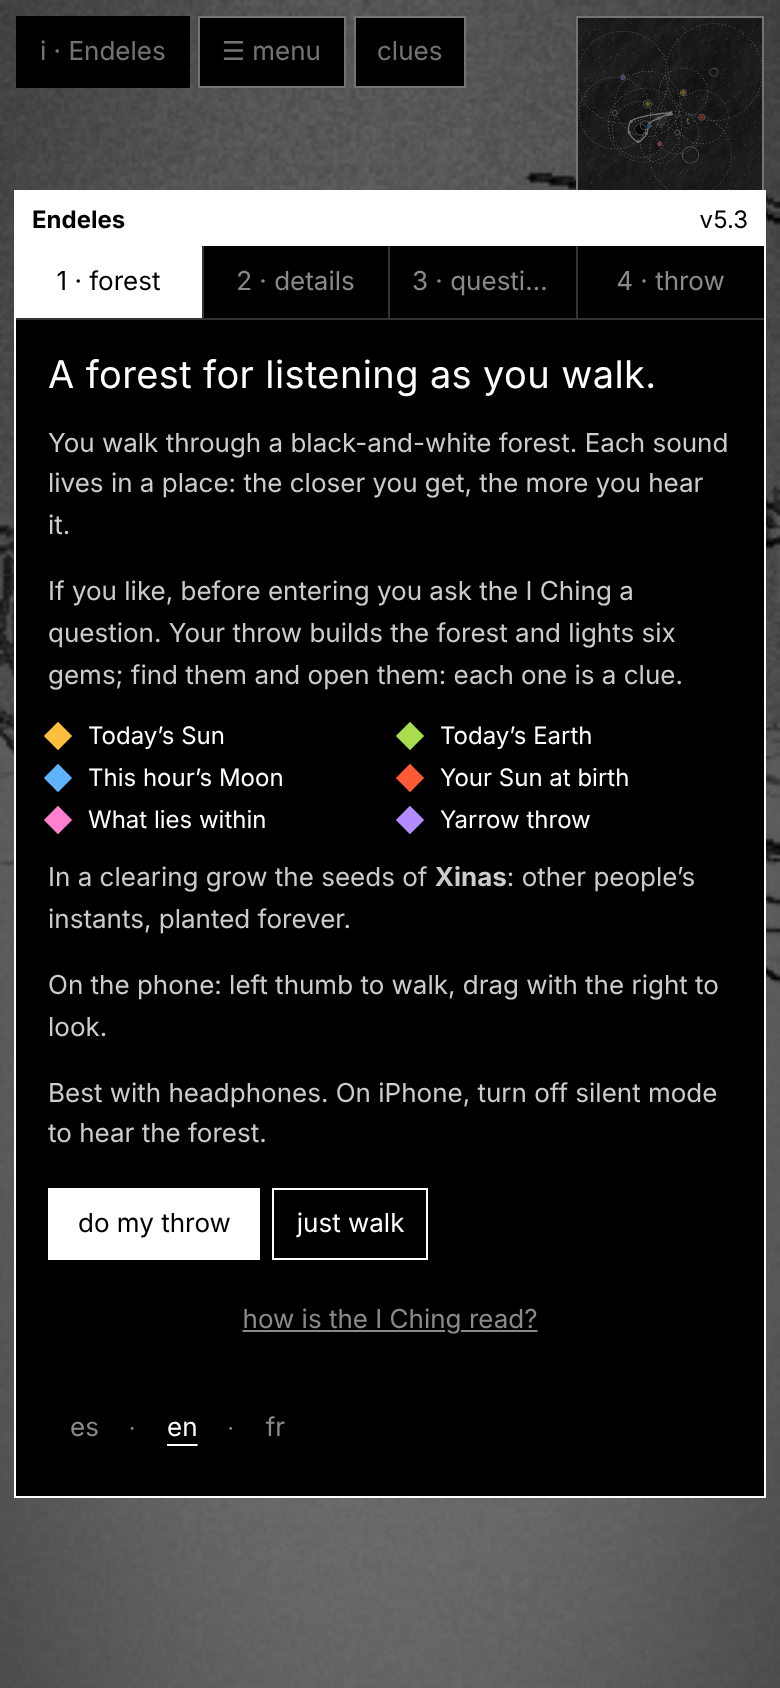 i · Endeles
☰ menu
clues
Endeles
v5.3
1 · forest
2 · details
3 · questi...
4 · throw
A forest for listening as you walk.
You walk through a black-and-white forest. Each sound
lives in a place: the closer you get, the more you hear
it.
If you like, before entering you ask the I Ching a
question. Your throw builds the forest and lights six
gems; find them and open them: each one is a clue.
Today’s Sun
Today’s Earth
This hour’s Moon
Your Sun at birth
What lies within
Yarrow throw
In a clearing grow the seeds of Xinas: other people’s
instants, planted forever.
On the phone: left thumb to walk, drag with the right to
look.
Best with headphones. On iPhone, turn off silent mode
to hear the forest.
do my throw
just walk
how is the I Ching read?
es · en · fr